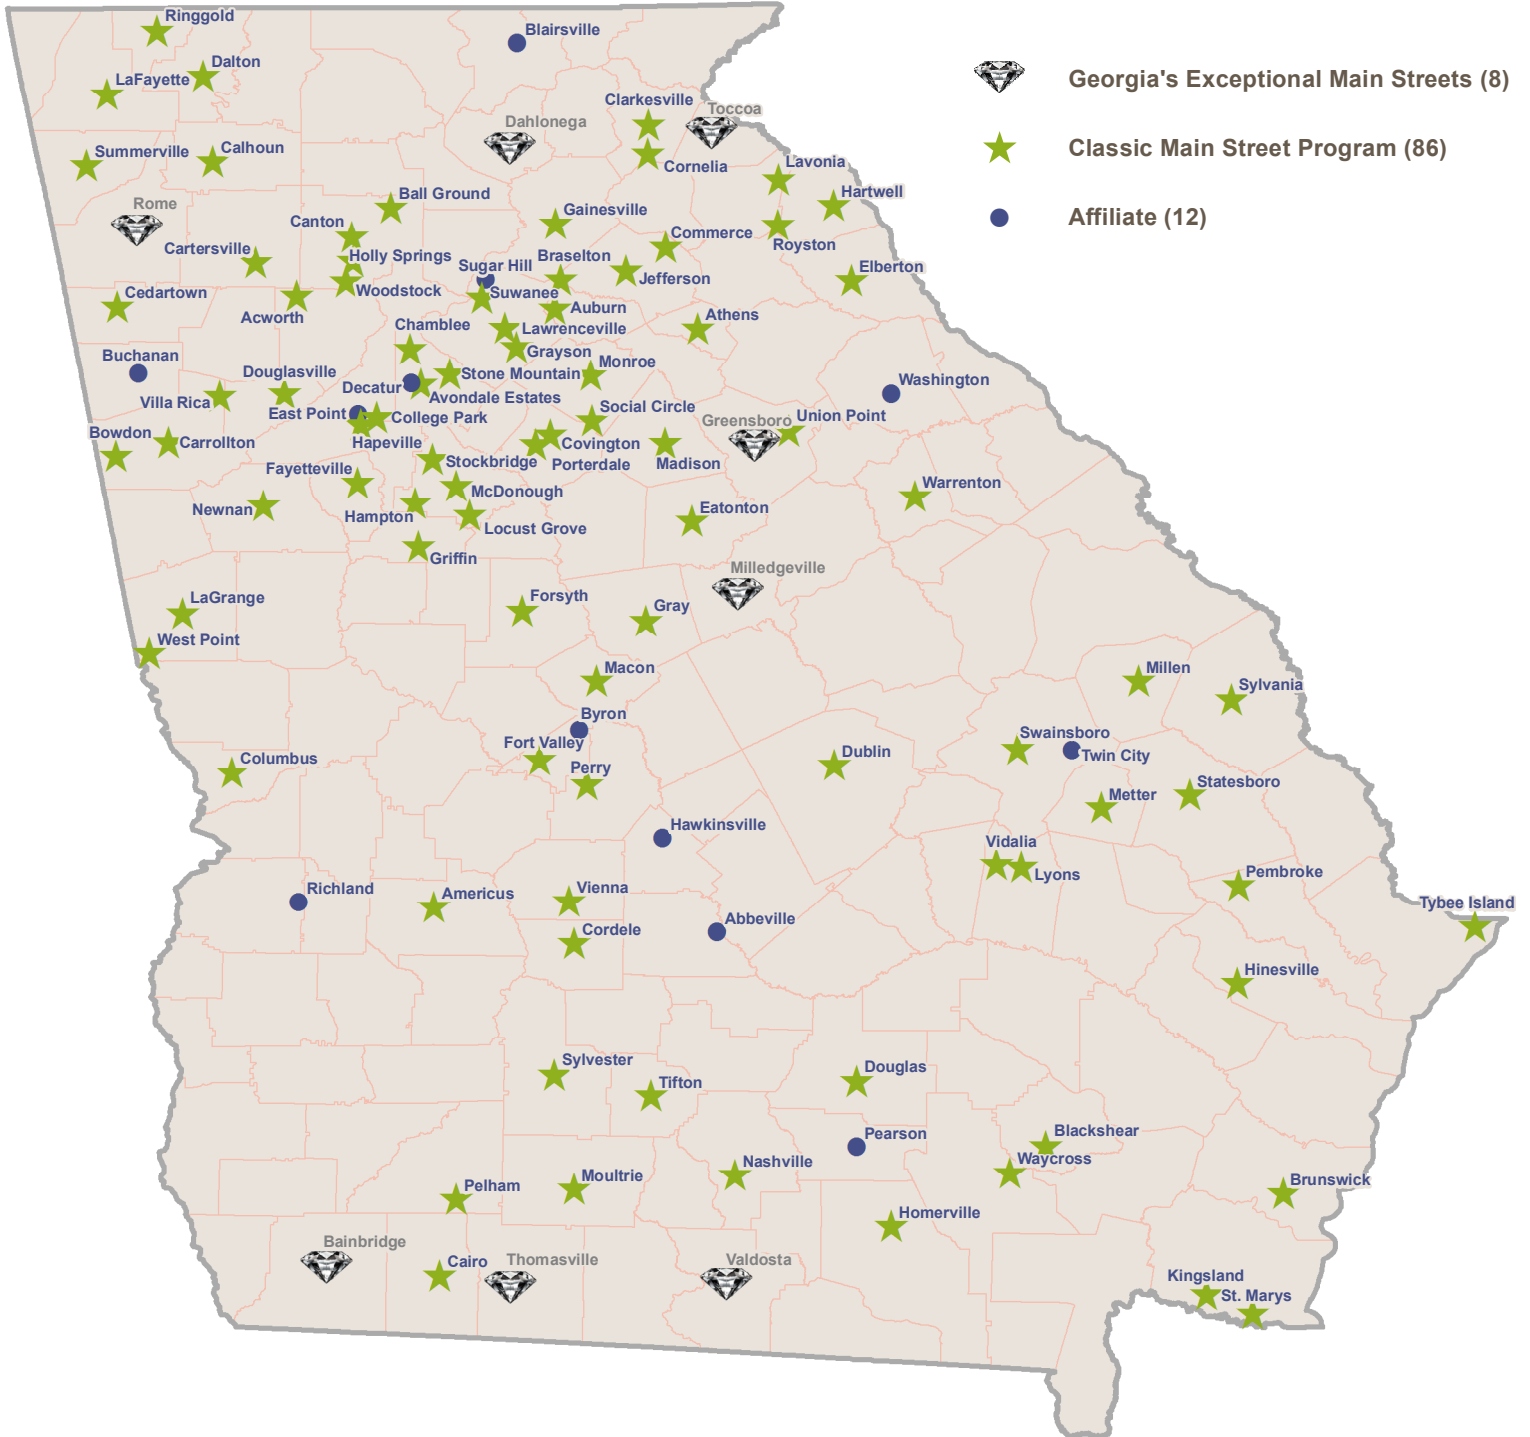 Ringgold
Blairsville
Dalton
LaFayette
Georgia's Exceptional Main Streets (8)
Clarkesville
Toccoa
Dahlonega
Classic Main Street Program (86)
Summerville
Calhoun
Cornelia
Lavonia
Hartwell
Ball Ground
Rome
Gainesville
Affiliate (12)
Canton
Commerce
Royston
Cartersville
Holly Springs
Sugar Hill
Braselton
Jefferson
Elberton
Cedartown
Woodstock
Suwanee
Auburn
Acworth
Chamblee
Lawrenceville
Athens
Grayson
Buchanan
Douglasville
Decatur
Stone Mountain
Monroe
Washington
Villa Rica
East Point
Avondale Estates
College Park
Social Circle
Greensboro
Union Point
Bowdon
Carrollton
Hapeville
Covington
Fayetteville
Stockbridge
Porterdale
Madison
Newnan
McDonough
Warrenton
Hampton
Locust Grove
Eatonton
Griffin
Milledgeville
LaGrange
Forsyth
Gray
West Point
Macon
Millen
Sylvania
Byron
Swainsboro
Columbus
Fort Valley
Dublin
Twin City
Perry
Statesboro
Metter
Hawkinsville
Vidalia
Lyons
Pembroke
Richland
Americus
Vienna
Abbeville
Tybee Island
Cordele
Hinesville
Sylvester
Tifton
Douglas
Pearson
Blackshear
Nashville
Waycross
Pelham
Moultrie
Brunswick
Homerville
Bainbridge
Cairo
Thomasville
Valdosta
Kingsland
St. Marys